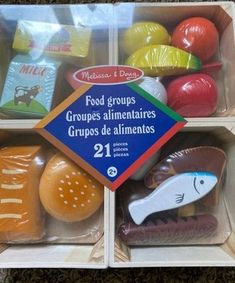 MILK
Melissa & Doug
Food groups
Groupes alimentaires
Grupos de alimentos
21 pieces
pièces
piezas
2+